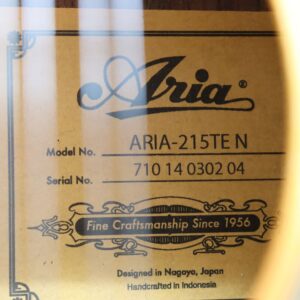 Aria®
Model No. ARIA-215TE N
Serial No. 710 14 0302 04
Fine Craftsmanship Since 1956
Designed in Nagoya, Japan
Handcrafted in Indonesia